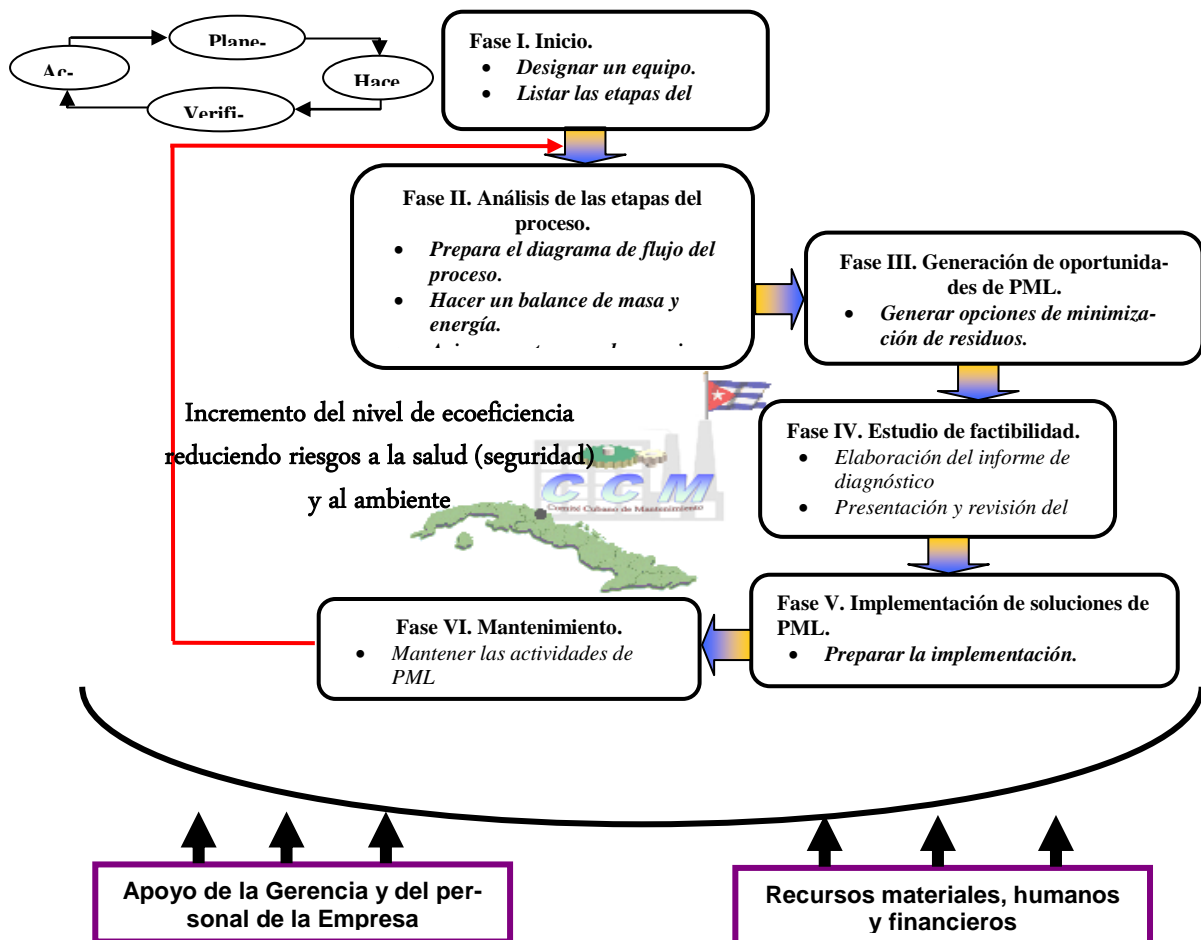 Plane-
Ac-
Hace
Verifi-
Fase I. Inicio.
• Designar un equipo.
• Listar las etapas del
Fase II. Análisis de las etapas del
proceso.
• Prepara el diagrama de flujo del
proceso.
• Hacer un balance de masa y
energía.
Fase III. Generación de oportunida-
des de PML.
• Generar opciones de minimiza-
ción de residuos.
Incremento del nivel de ecoeficiencia
reduciendo riesgos a la salud (seguridad)
y al ambiente
CCM
Comité Cubano de Mantenimiento
Fase IV. Estudio de factibilidad.
• Elaboración del informe de
diagnóstico
• Presentación y revisión del
Fase V. Implementación de soluciones de
PML.
• Preparar la implementación.
Fase VI. Mantenimiento.
• Mantener las actividades de
PML
Apoyo de la Gerencia y del per-
sonal de la Empresa
Recursos materiales, humanos
y financieros